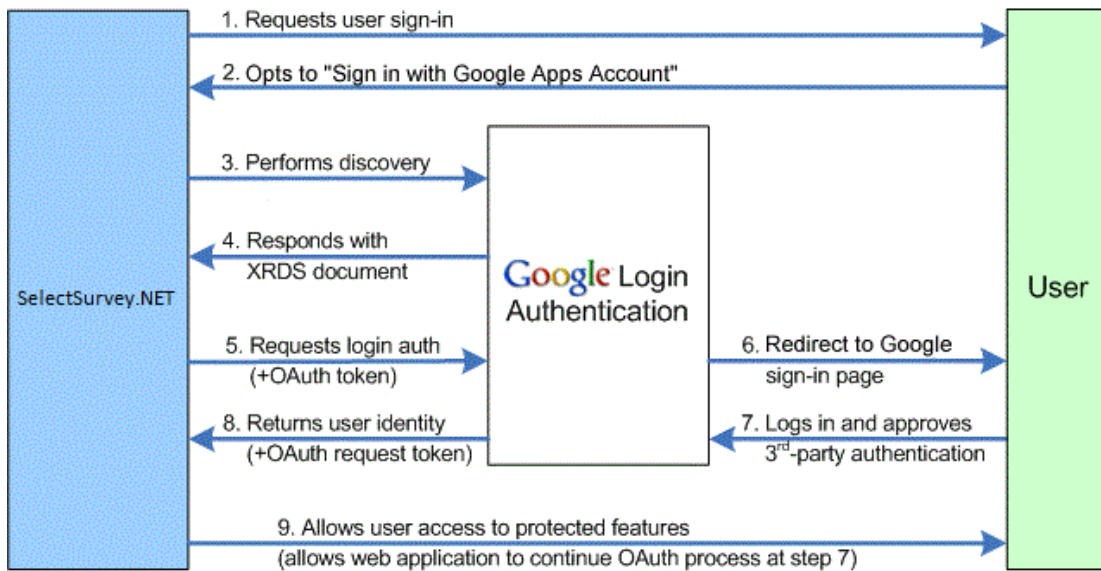 1. Requests user sign-in
2. Opts to "Sign in with Google Apps Account"
3. Performs discovery
4. Responds with
XRDS document
SelectSurvey.NET
Google Login
Authentication
User
5. Requests login auth
(+OAuth token)
6. Redirect to Google
sign-in page
8. Returns user identity
(+OAuth request token)
7. Logs in and approves
3rd-party authentication
9. Allows user access to protected features
(allows web application to continue OAuth process at step 7)